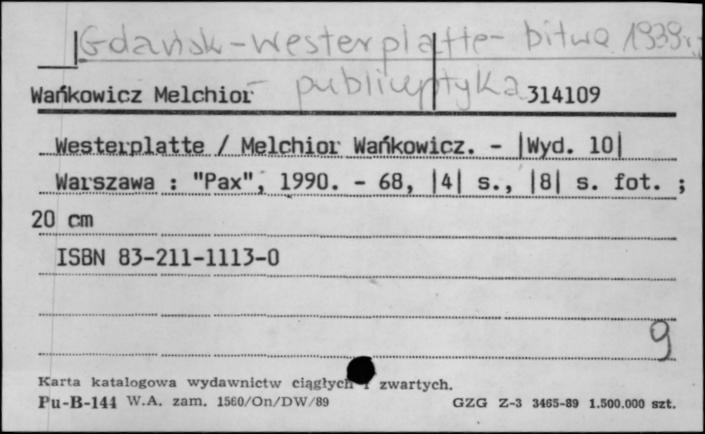 Gdańsk-Westerplatte- bitwa 1939r.
- publicystyka
Wańkowicz Melchior 314109
Westerplatte / Melchior Wańkowicz. - |Wyd. 10|
Warszawa : "Pax", 1990. - 68, |4| s., |8| s. fot. ;
20 cm
ISBN 83-211-1113-0
9
Karta katalogowa wydawnictw ciągłych i zwartych.
Pu-B-144 W.A. zam. 1560/On/DW/89 GZG Z-3 3465-89 1.500.000 szt.